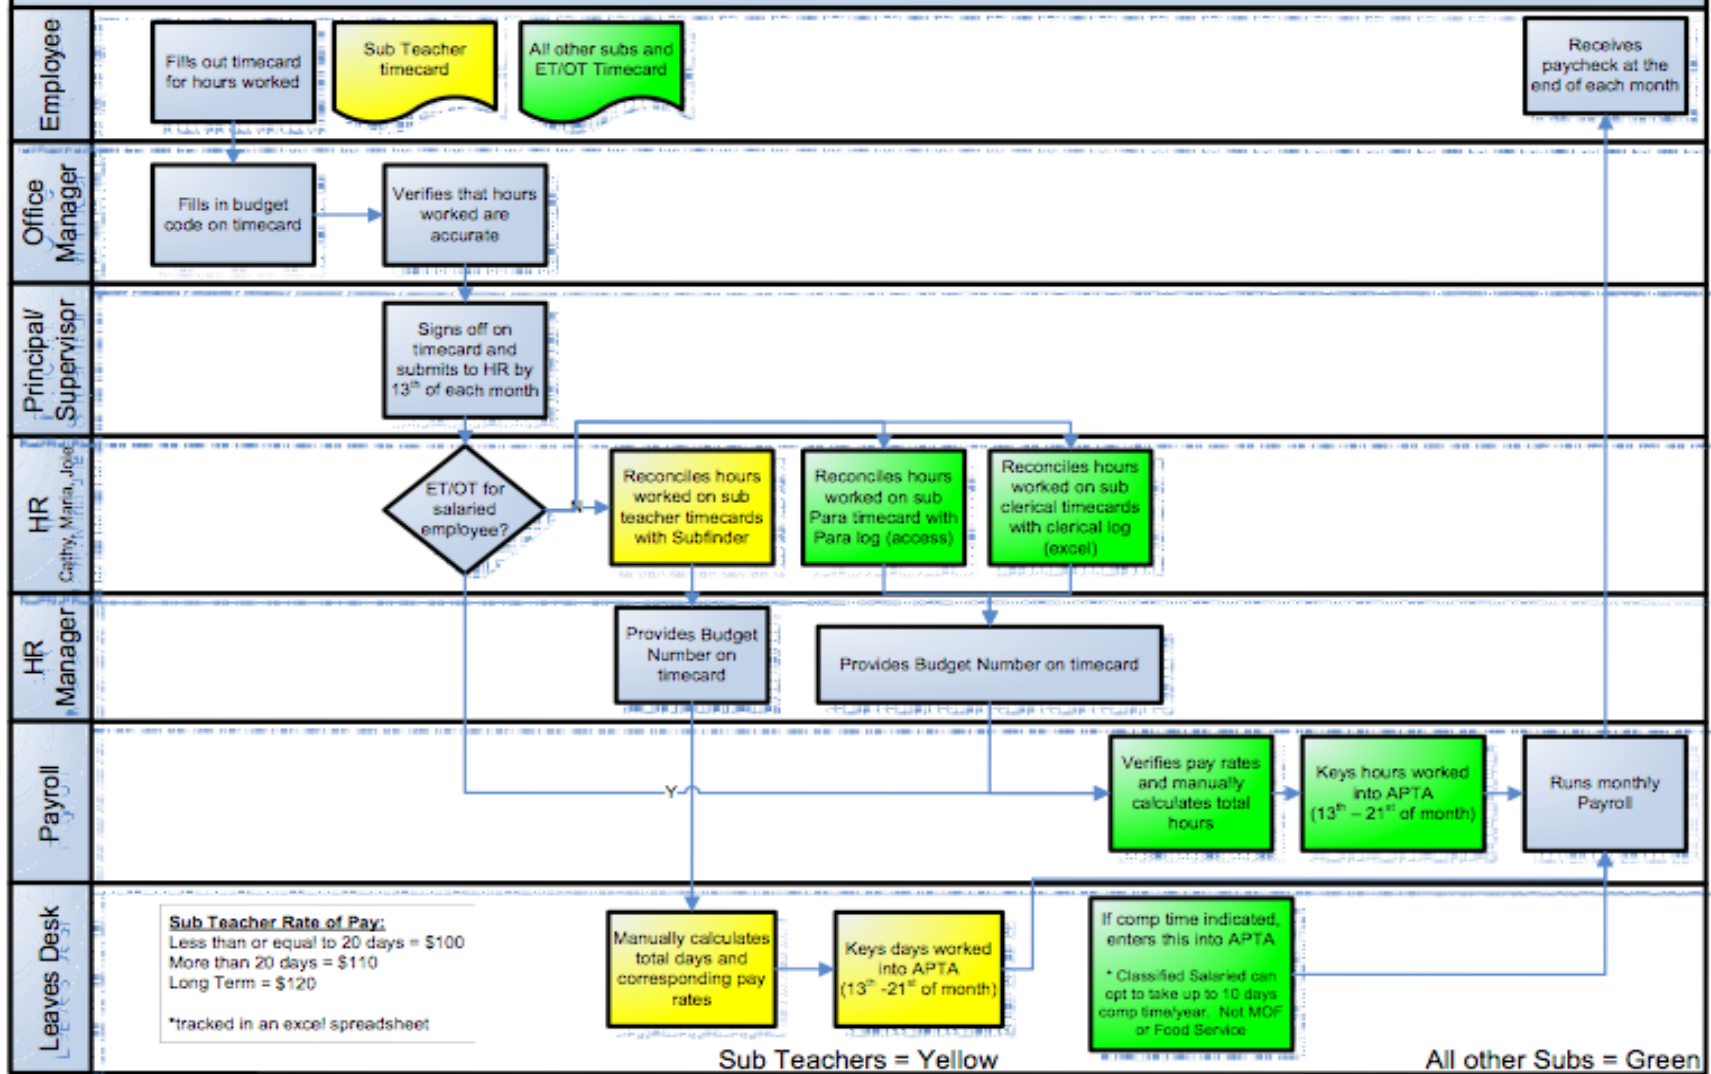 Employee
Fills out timecard
for hours worked
Sub Teacher
timecard
All other subs and
ET/OT Timecard
Receives
paycheck at the
end of each month
Office
Manager
Fills in budget
code on timecard
Verifies that hours
worked are
accurate
Principal/
Supervisor
Signs off on
timecard and
submits to HR by
13th of each month
HR
Cathy, Maria, Joie
ET/OT for
salaried
employee?
N
Reconciles hours
worked on sub
teacher timecards
with Subfinder
Reconciles hours
worked on sub
Para timecard with
Para log (access)
Reconciles hours
worked on sub
clerical timecards
with clerical log
(excel)
HR
Manager
Provides Budget
Number on
timecard
Provides Budget Number on timecard
Payroll
Y
Verifies pay rates
and manually
calculates total
hours
Keys hours worked
into APTA
(13th – 21st of month)
Runs monthly
Payroll
Leaves Desk
Sub Teacher Rate of Pay:
Less than or equal to 20 days = $100
More than 20 days = $110
Long Term = $120
*tracked in an excel spreadsheet
Manually calculates
total days and
corresponding pay
rates
Keys days worked
into APTA
(13th -21st of month)
If comp time indicated,
enters this into APTA
* Classified Salaried can
opt to take up to 10 days
comp time/year. Not MOF
or Food Service
Sub Teachers = Yellow
All other Subs = Green